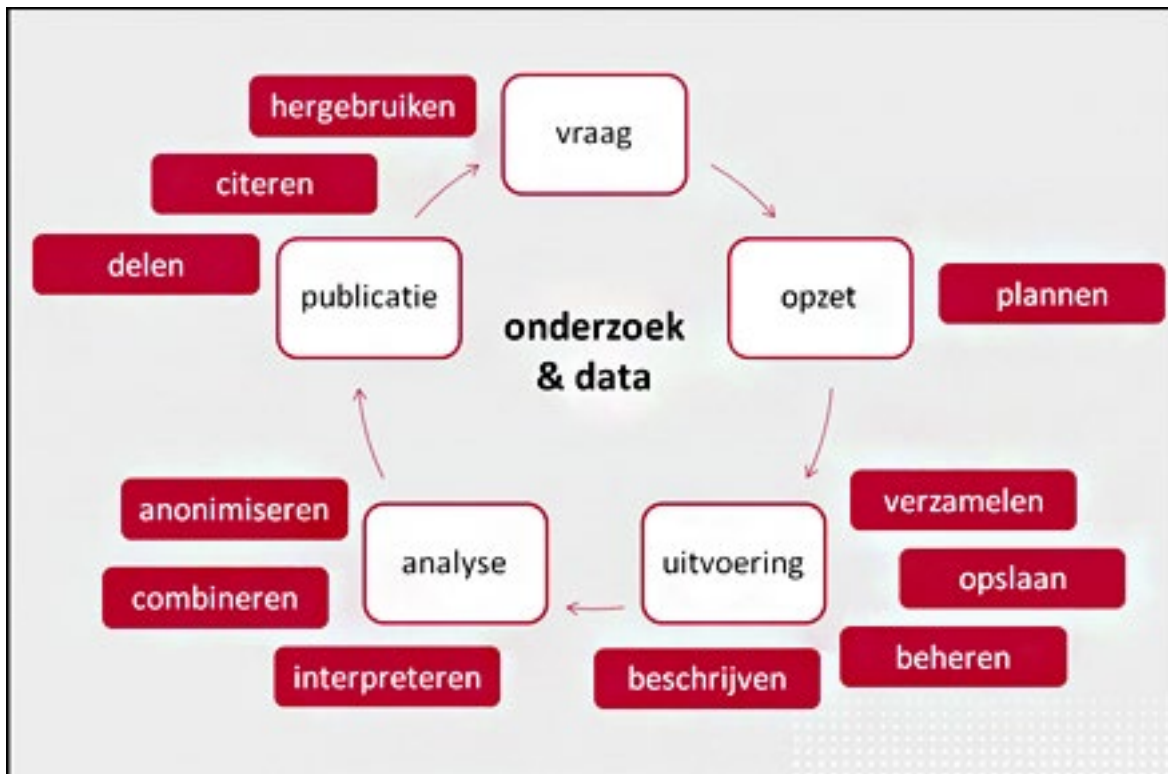 hergebruiken
vraag
citeren
delen
publicatie
opzet
plannen
onderzoek
& data
anonimiseren
verzamelen
analyse
uitvoering
opslaan
combineren
beheren
interpreteren
beschrijven